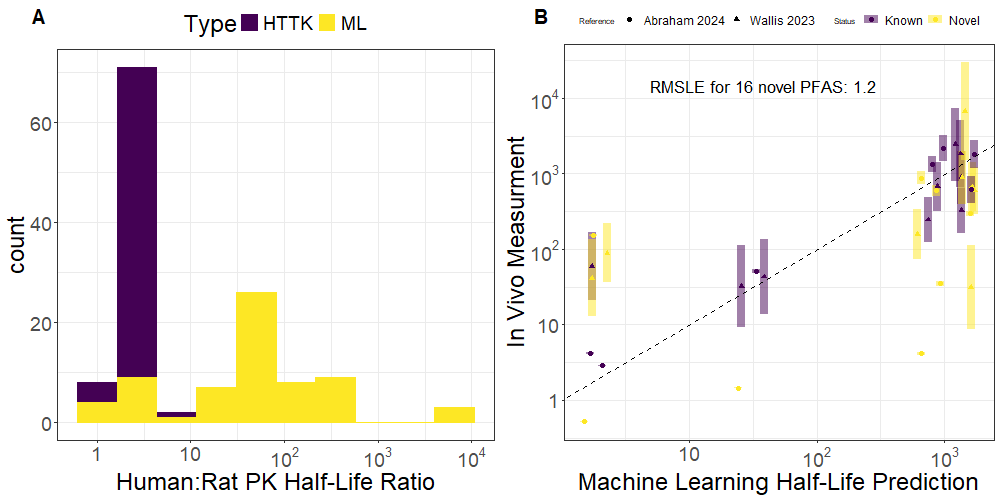 A
Type HTTK ML
count
60
40
20
0
1 10 10² 10³ 10⁴
Human:Rat PK Half-Life Ratio
B
Reference Abraham 2024 Wallis 2023 Status Known Novel
RMSLE for 16 novel PFAS: 1.2
In Vivo Measurment
10⁴
10³
10²
10
1
10 10² 10³
Machine Learning Half-Life Prediction